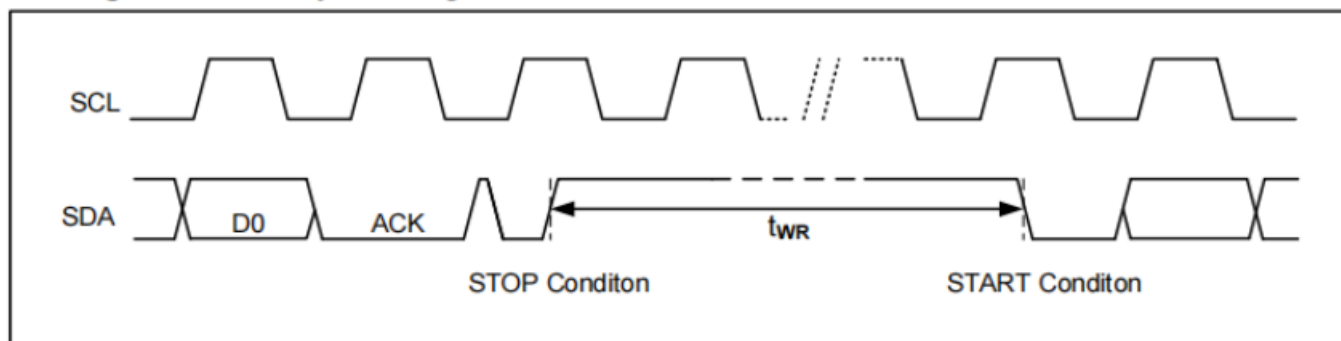 SCL
SDA
D0
ACK
tWR
STOP Conditon
START Conditon